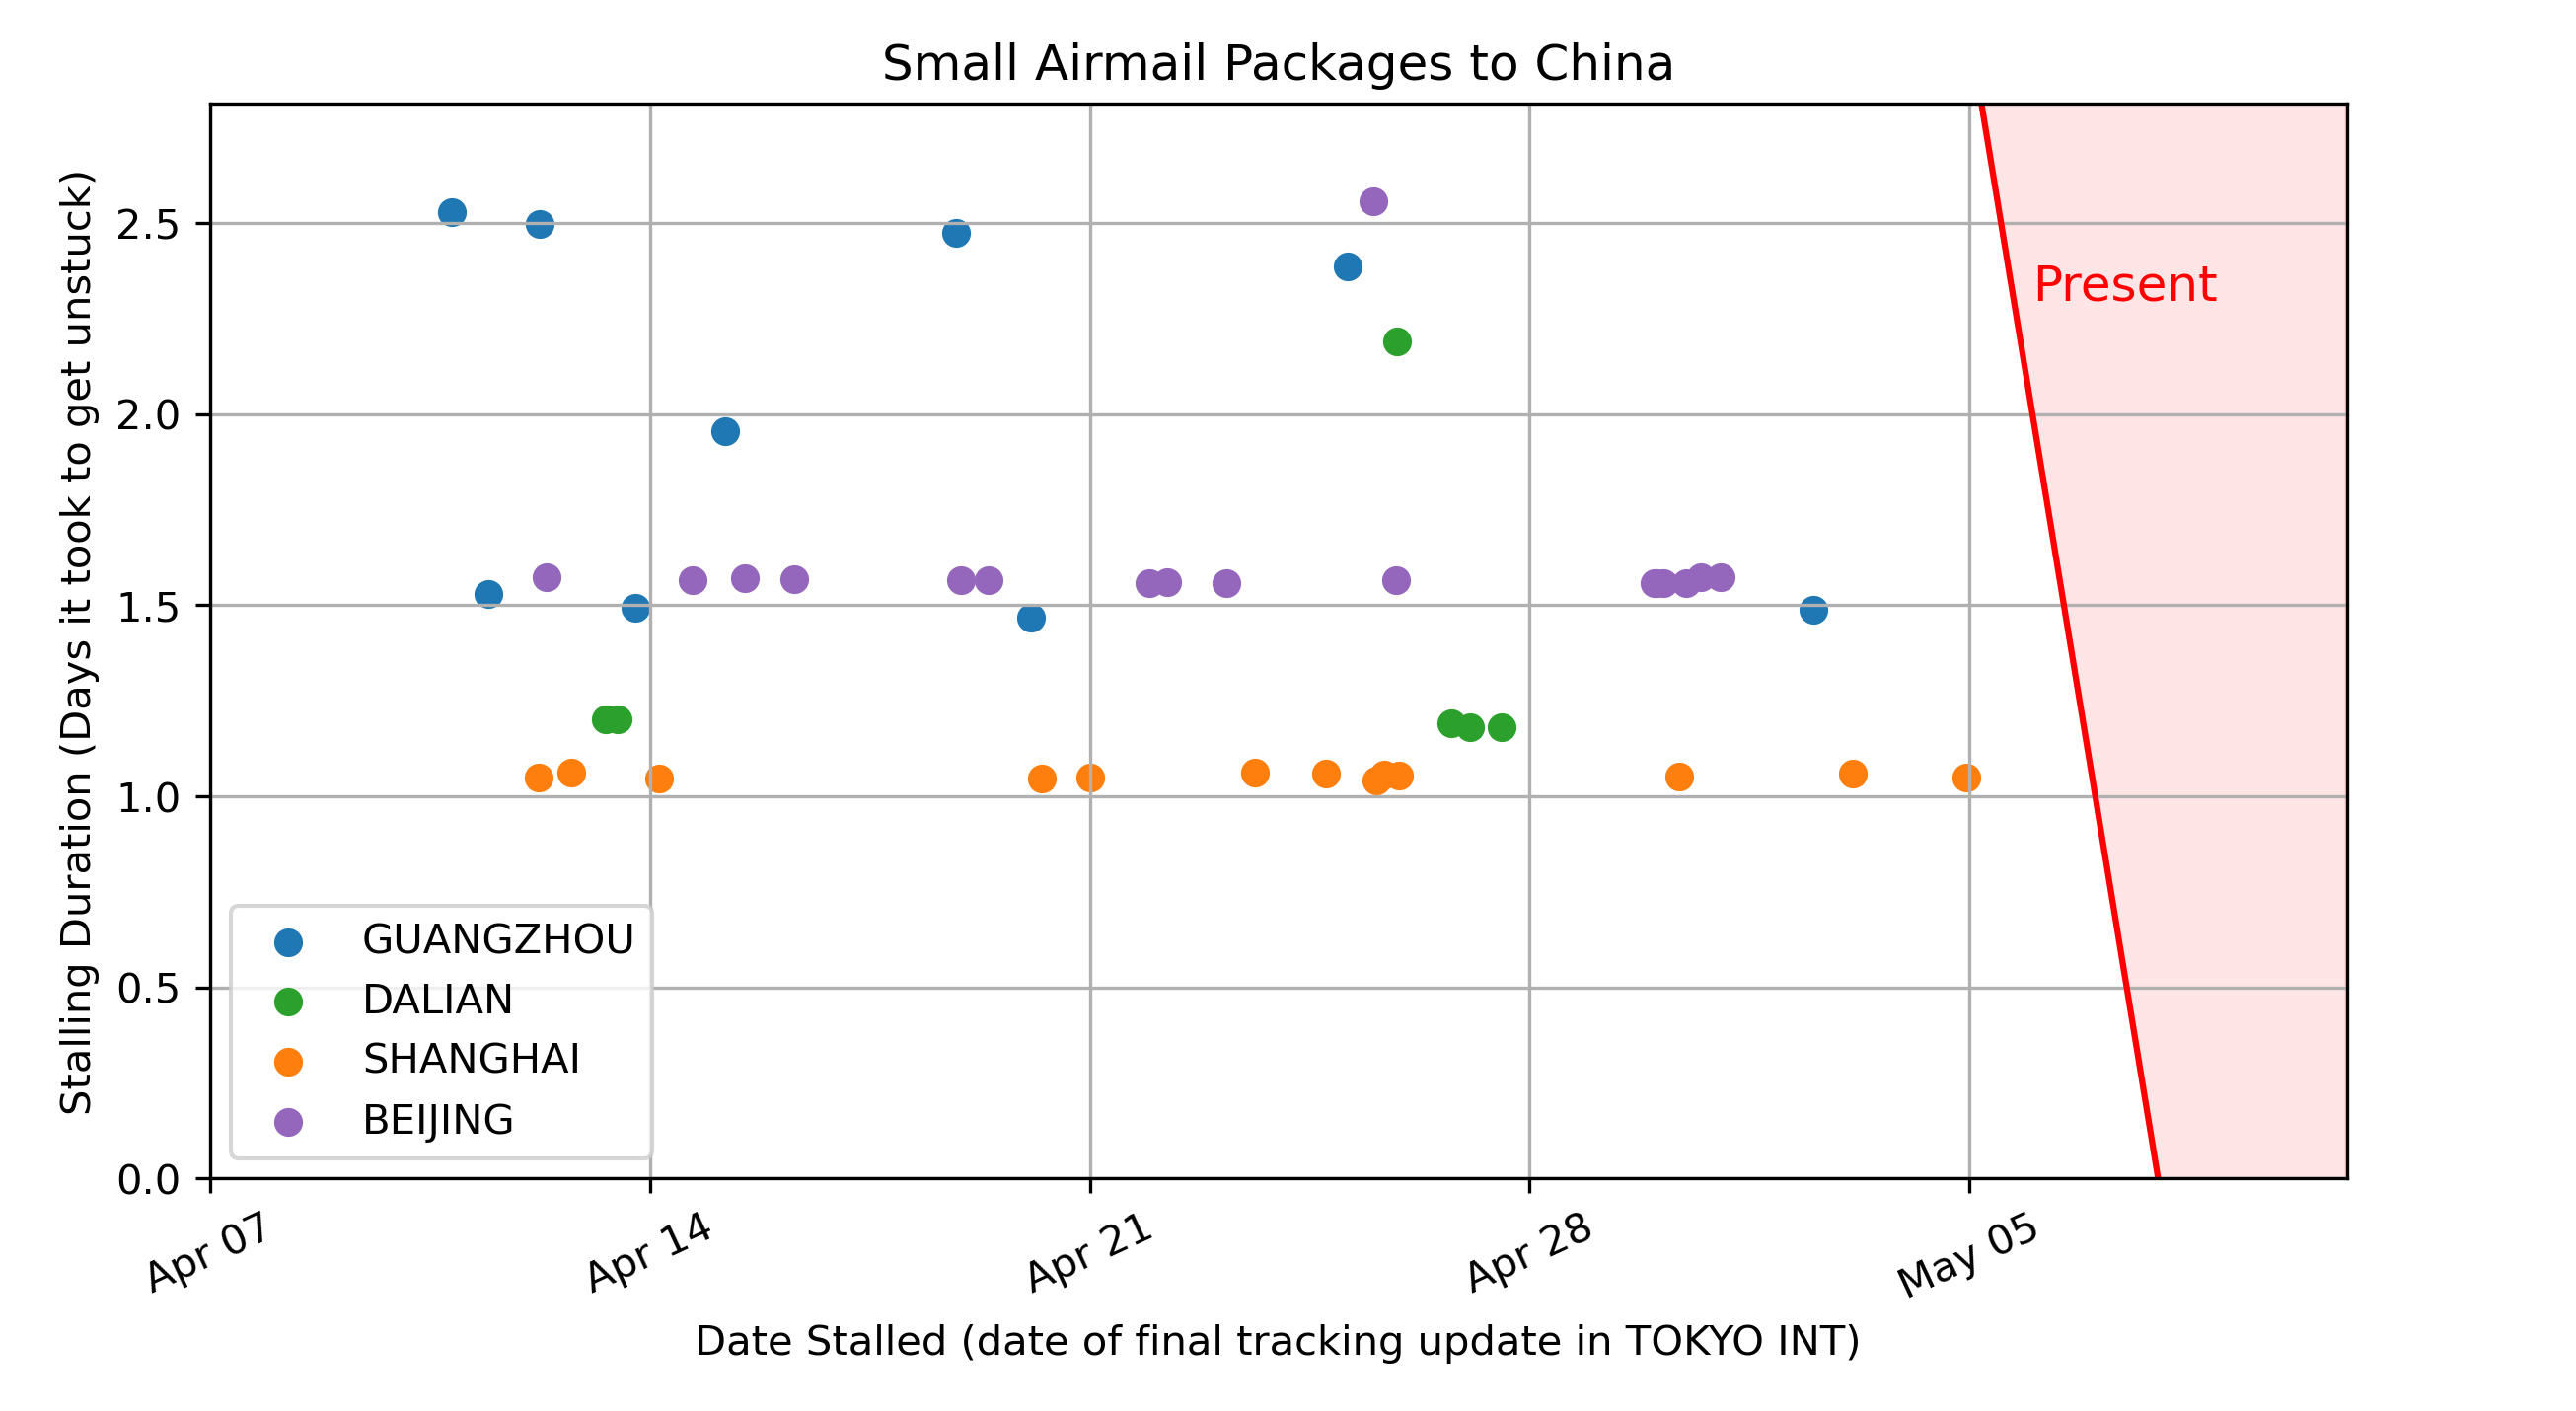 Small Airmail Packages to China
Stalling Duration (Days it took to get unstuck)
2.5
2.0
1.5
1.0
0.5
0.0
Present
GUANGZHOU
DALIAN
SHANGHAI
BEIJING
Apr 07
Apr 14
Apr 21
Apr 28
May 05
Date Stalled (date of final tracking update in TOKYO INT)